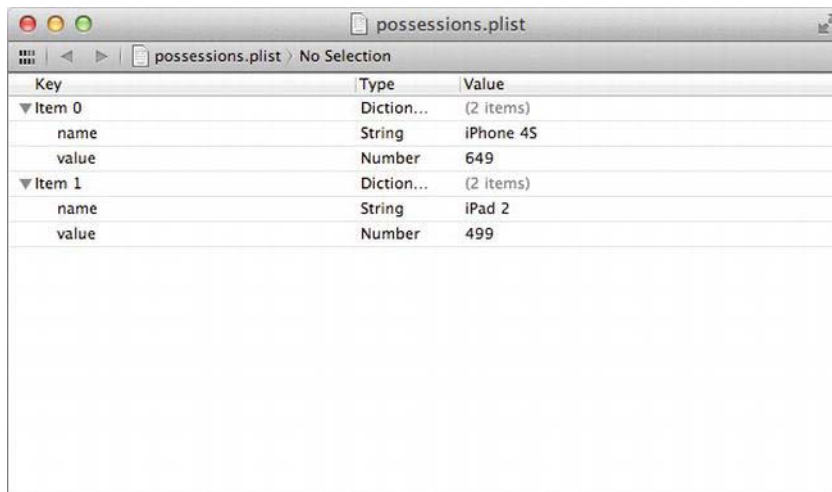 possessions.plist
possessions.plist No Selection
Key Type Value
Item 0 Diction... (2 items)
name String iPhone 4S
value Number 649
Item 1 Diction... (2 items)
name String iPad 2
value Number 499